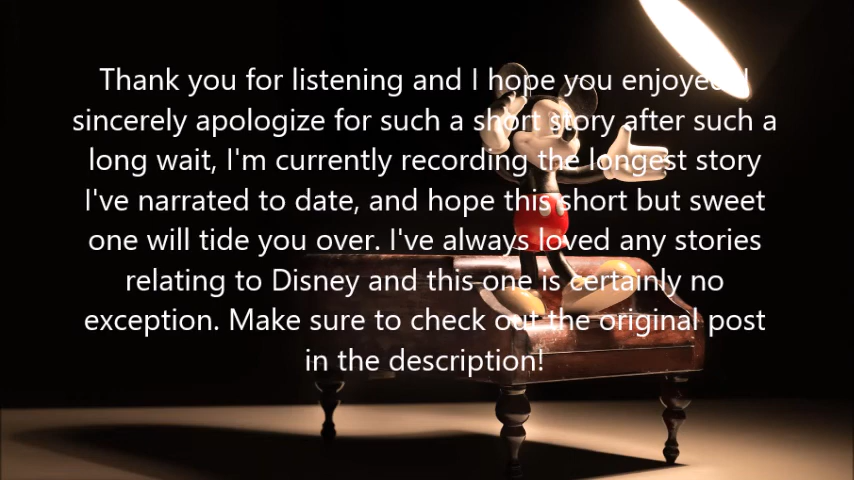 Thank you for listening and I hope you enjoyed I
sincerely apologize for such a short story after such a
long wait, I'm currently recording the longest story
I've narrated to date, and hope this short but sweet
one will tide you over. I've always loved any stories
relating to Disney and this one is certainly no
exception. Make sure to check out the original post
in the description!